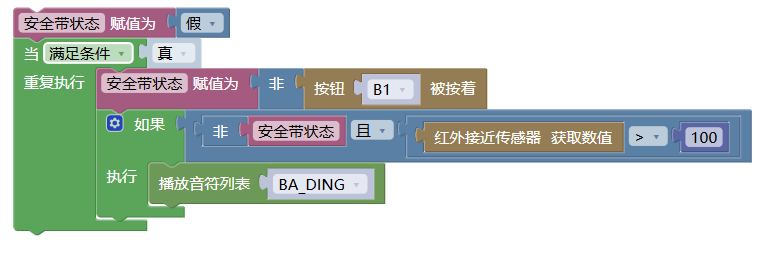 安全带状态 赋值为 假
当 满足条件 真
重复执行 安全带状态 赋值为 非 按钮 B1 被按着
如果 非 安全带状态 且 红外接近传感器 获取数值 > 100
执行 播放音符列表 BA_DING